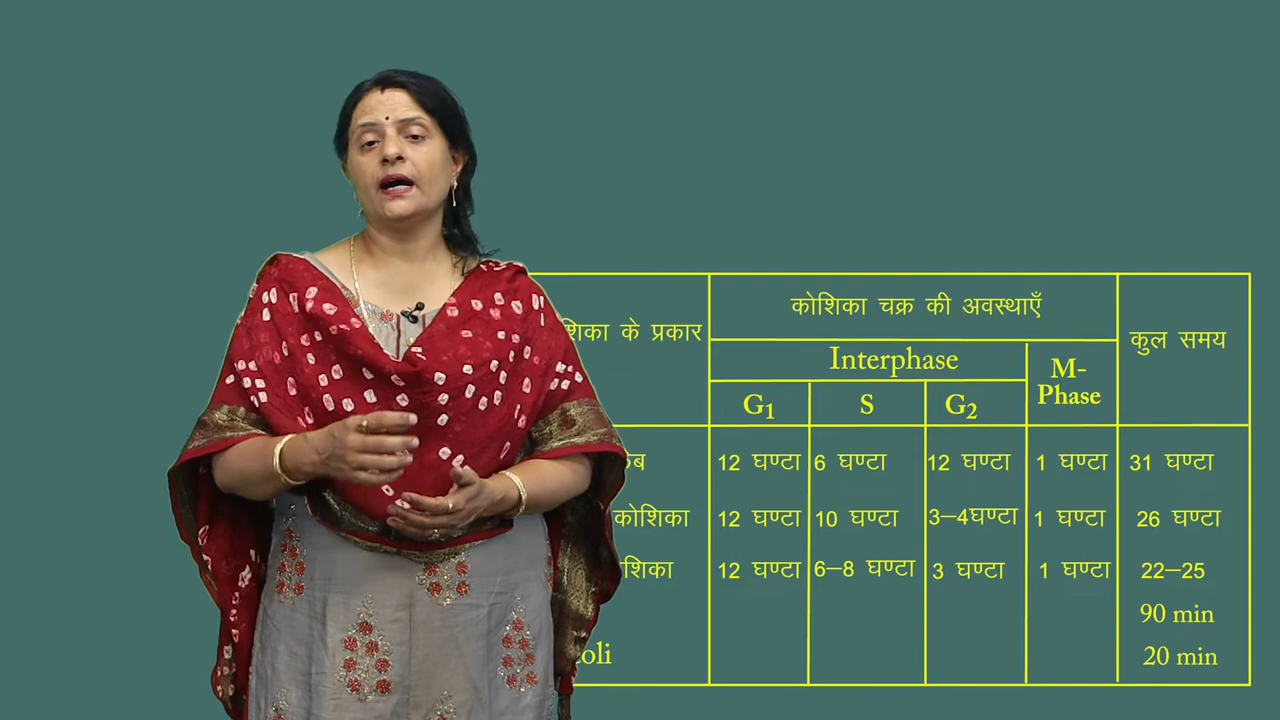 के प्रकार
कोशिका चक्र की अवस्थाएँ
कुल समय
Interphase
M-
Phase
G₁ S G₂
12 घण्टा 6 घण्टा 12 घण्टा 1 घण्टा 31 घण्टा
कोशिका 12 घण्टा 10 घण्टा 3–4घण्टा 1 घण्टा 26 घण्टा
12 घण्टा 6–8 घण्टा 3 घण्टा 1 घण्टा 22–25
90 min
20 min